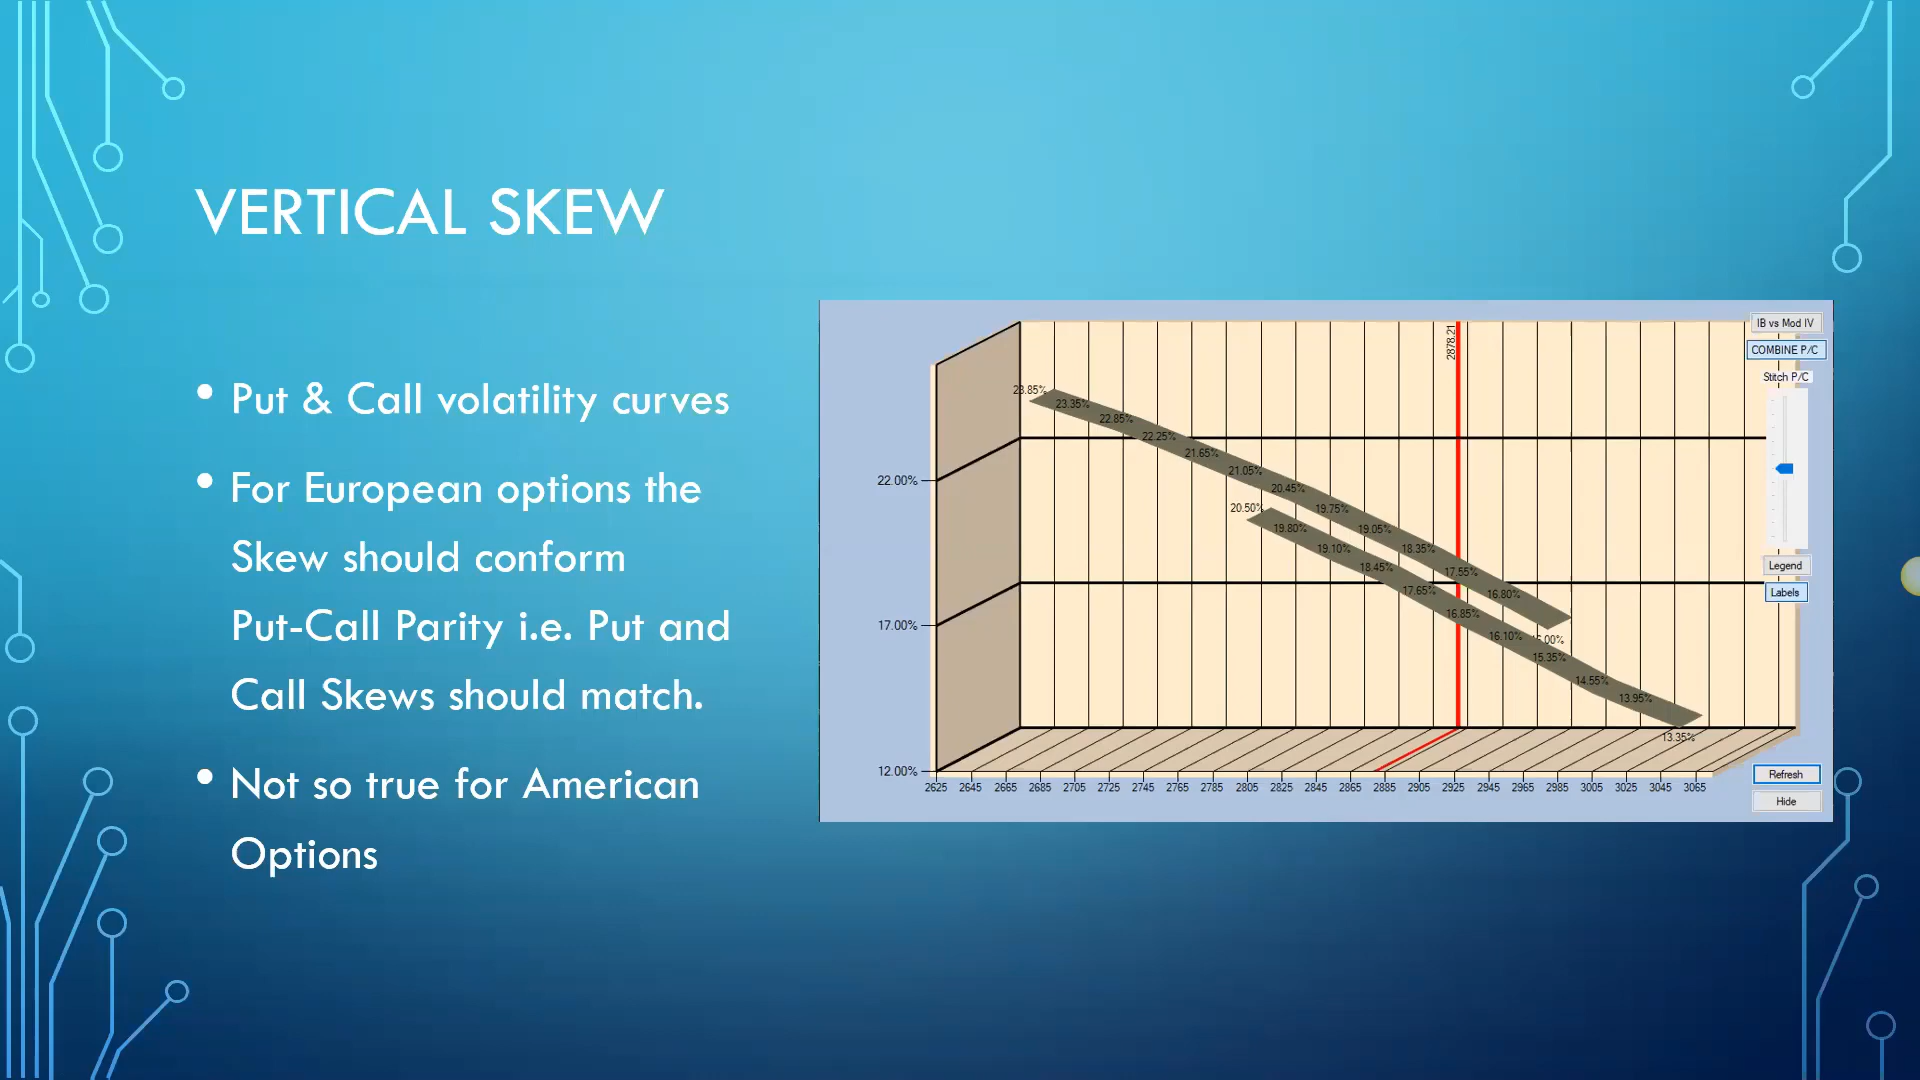 VERTICAL SKEW
• Put & Call volatility curves
• For European options the
Skew should conform
Put-Call Parity i.e. Put and
Call Skews should match.
• Not so true for American
Options
2878.21
IB vs Mod IV
COMBINE P/C
Stitch P/C
Legend
Labels
Refresh
Hide
22.00%
17.00%
12.00%
23.85%
23.35%
22.85%
22.25%
21.65%
21.05%
20.45%
19.75%
19.05%
18.35%
17.55%
16.80%
20.50%
19.80%
19.10%
18.45%
17.65%
16.85%
16.10%
15.35%
14.55%
13.95%
13.35%
2625 2645 2665 2685 2705 2725 2745 2765 2785 2805 2825 2845 2865 2885 2905 2925 2945 2965 2985 3005 3025 3045 3065